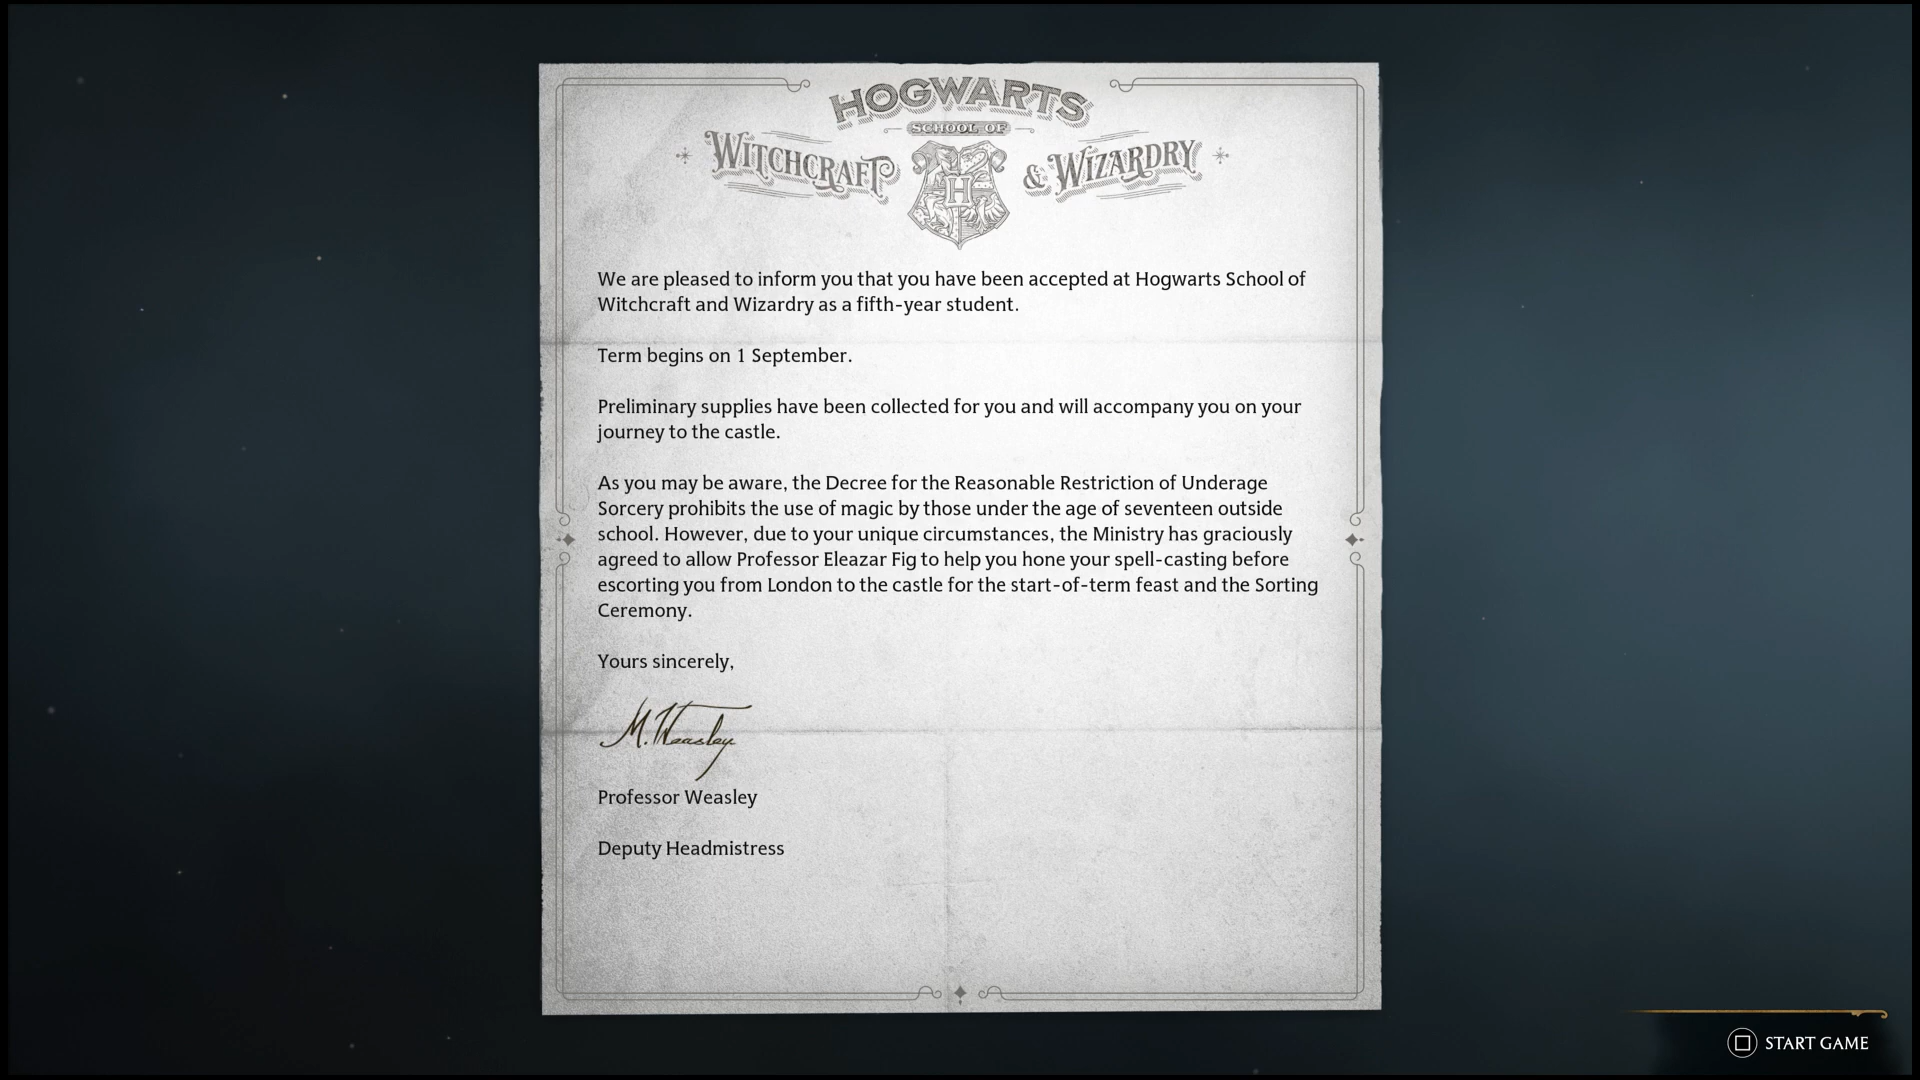 HOGWARTS
SCHOOL OF
WITCHCRAFT & WIZARDRY
H
We are pleased to inform you that you have been accepted at Hogwarts School of
Witchcraft and Wizardry as a fifth-year student.
Term begins on 1 September.
Preliminary supplies have been collected for you and will accompany you on your
journey to the castle.
As you may be aware, the Decree for the Reasonable Restriction of Underage
Sorcery prohibits the use of magic by those under the age of seventeen outside
school. However, due to your unique circumstances, the Ministry has graciously
agreed to allow Professor Eleazar Fig to help you hone your spell-casting before
escorting you from London to the castle for the start-of-term feast and the Sorting
Ceremony.
Yours sincerely,
M. Weasley
Professor Weasley
Deputy Headmistress
START GAME